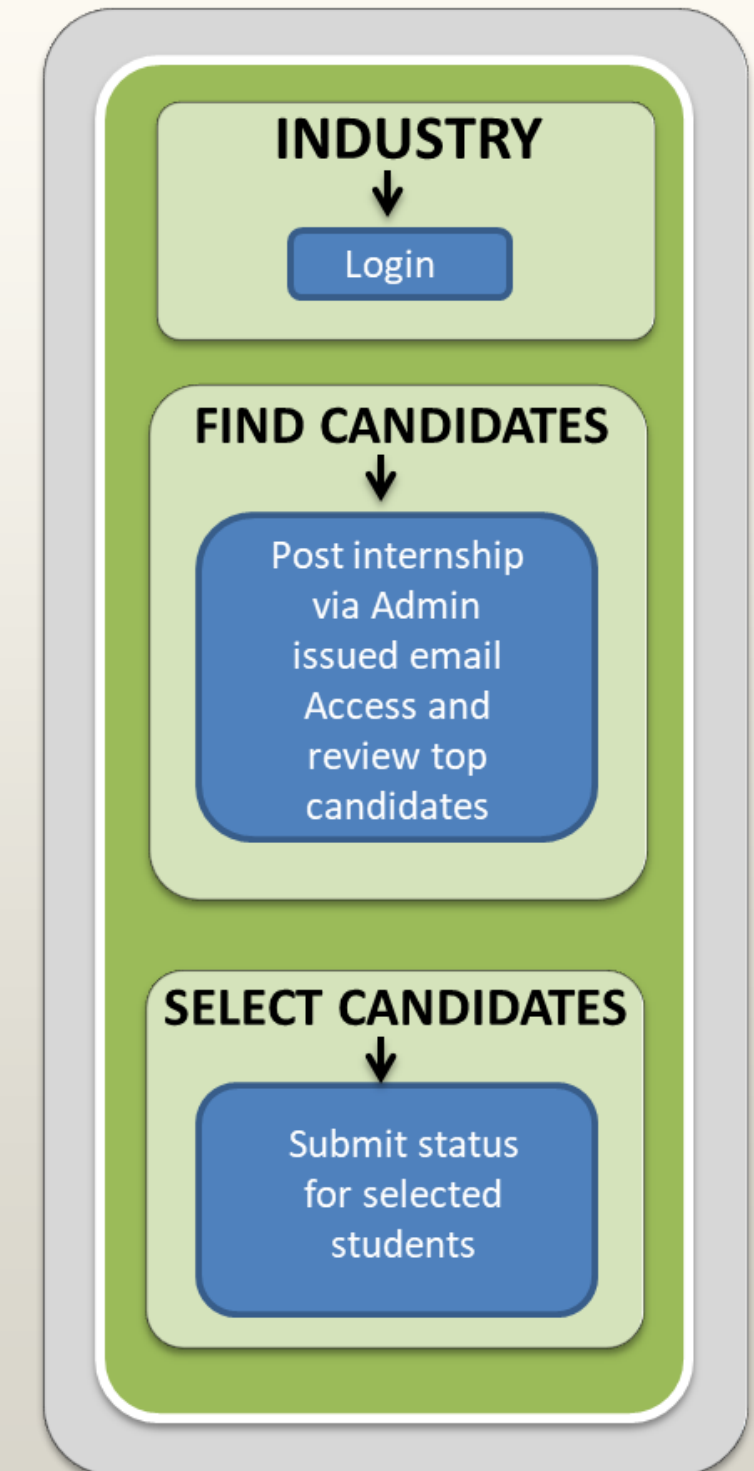 INDUSTRY
Login
FIND CANDIDATES
Post internship
via Admin
issued email
Access and
review top
candidates
SELECT CANDIDATES
Submit status
for selected
students